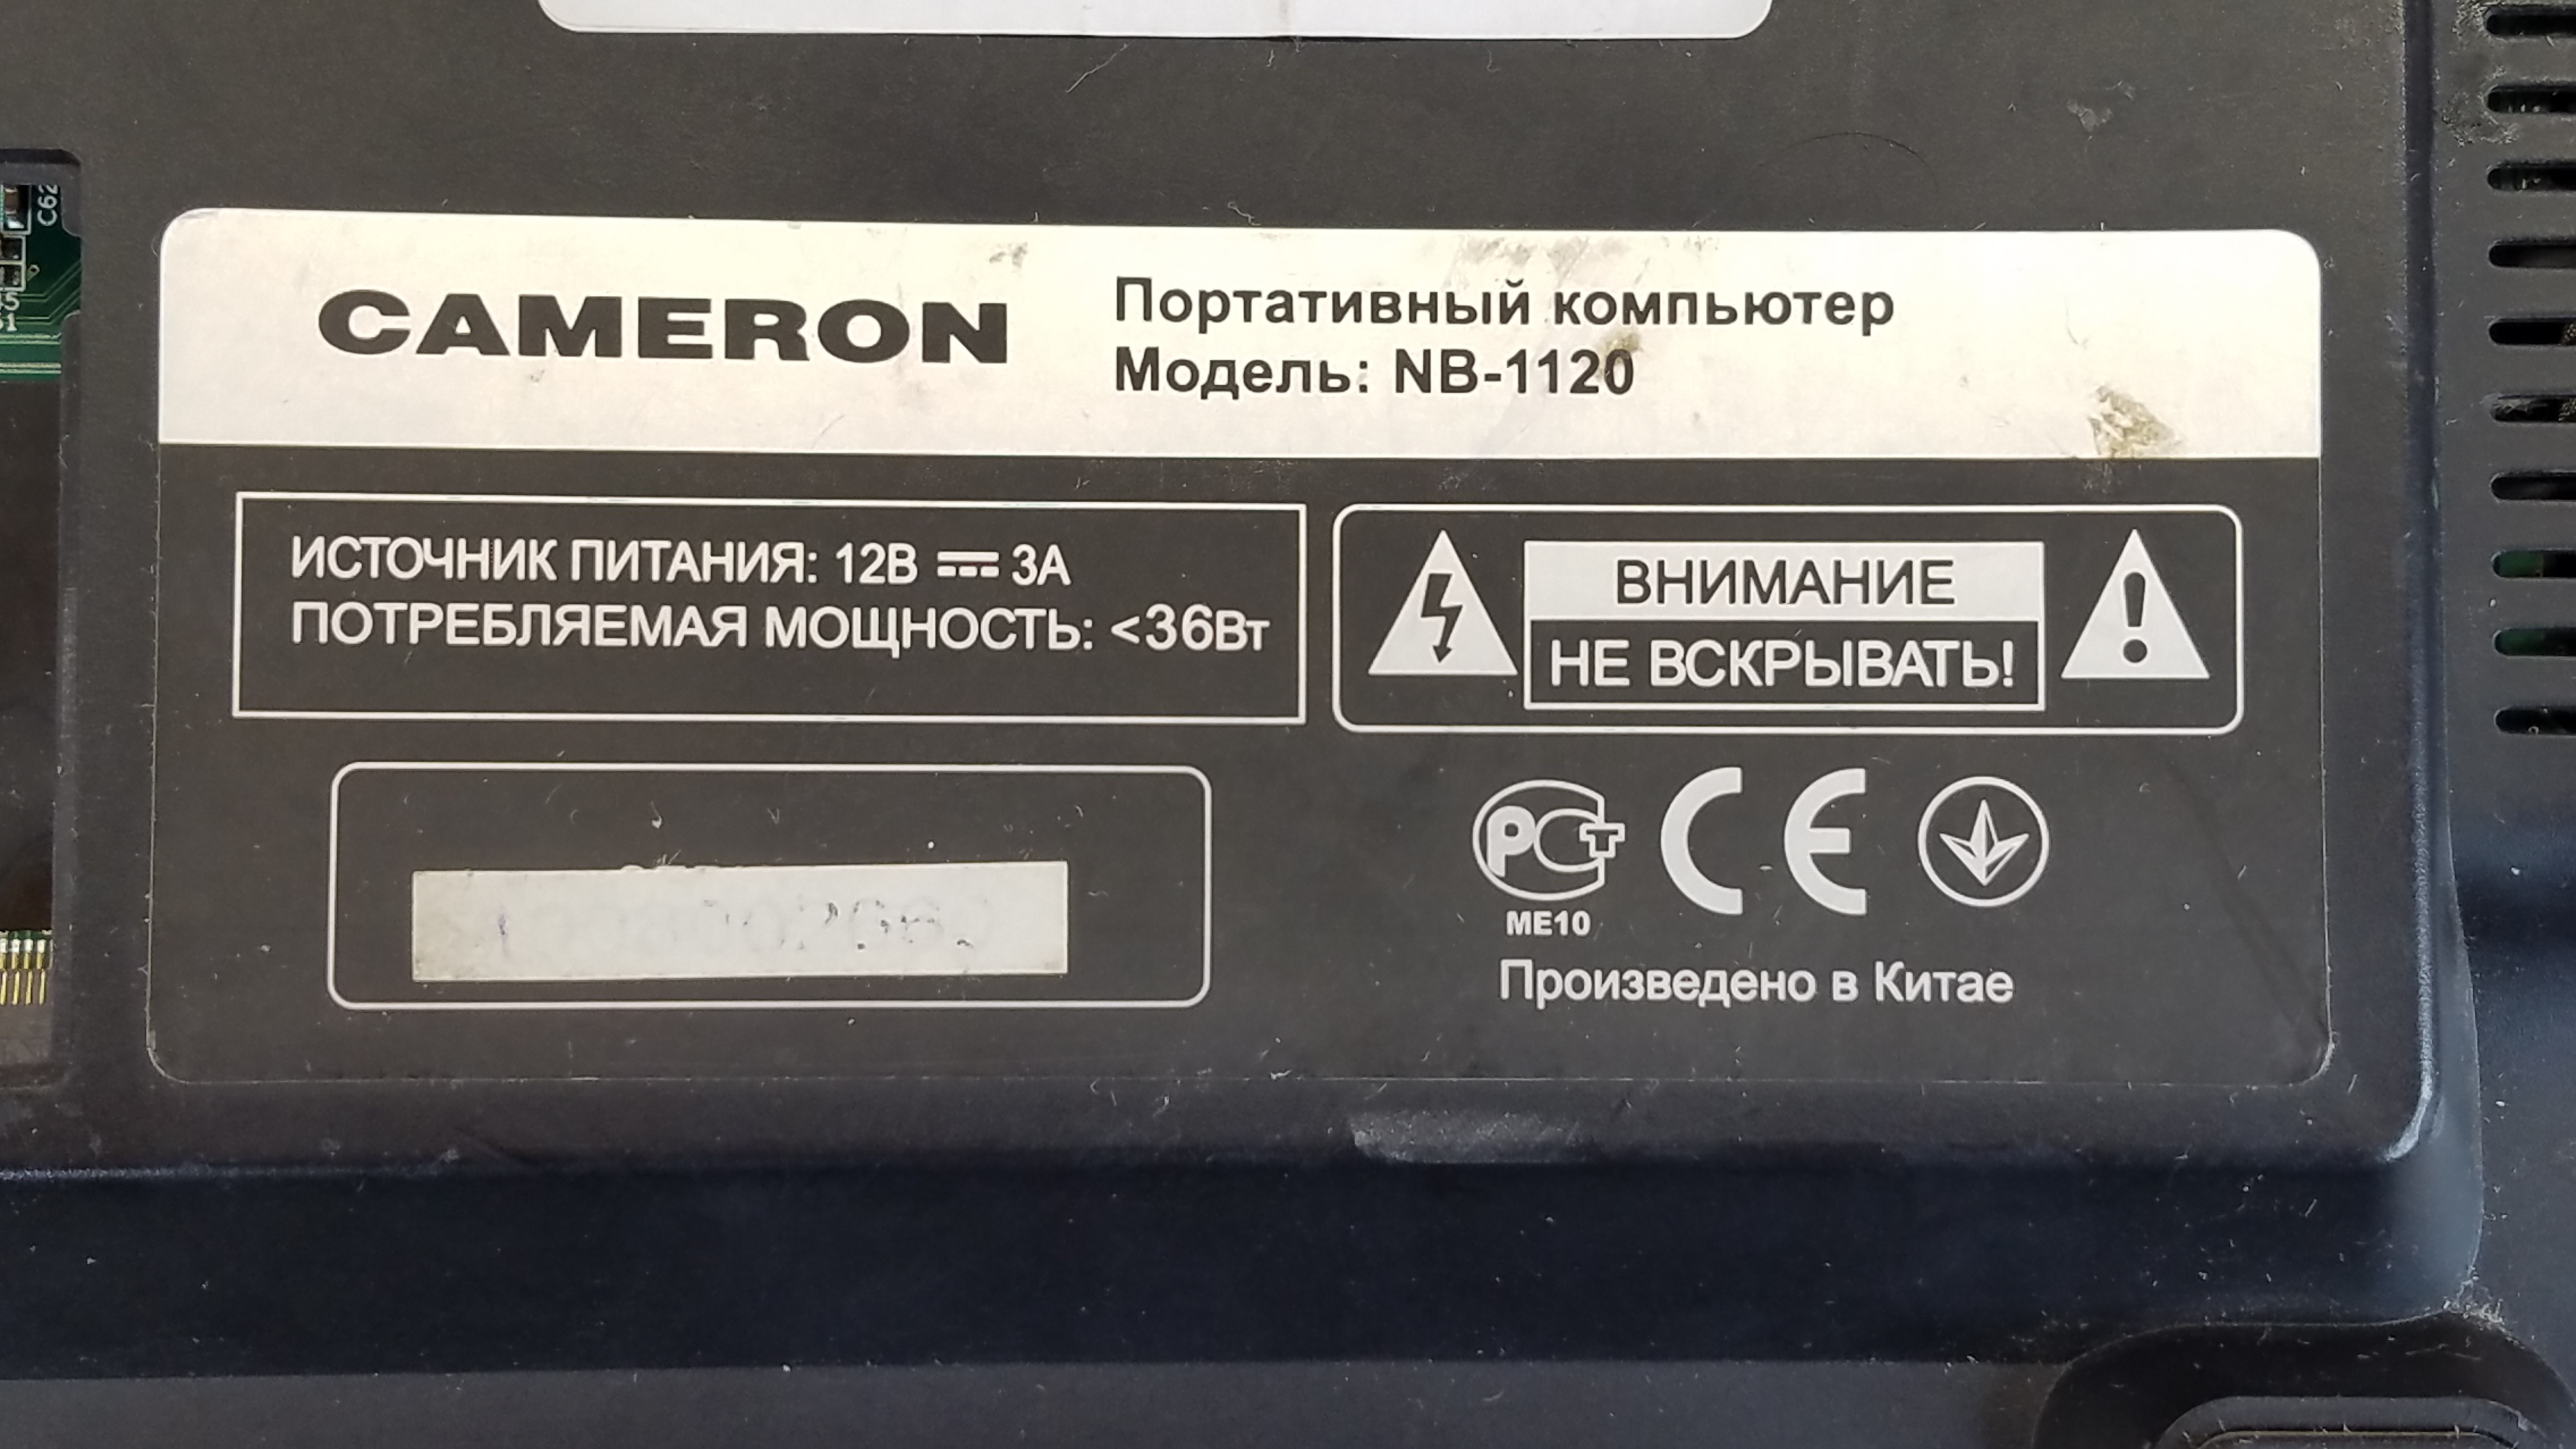 CAMERON
Портативный компьютер
Модель: NB-1120
ИСТОЧНИК ПИТАНИЯ: 12В ⎓ 3А
ПОТРЕБЛЯЕМАЯ МОЩНОСТЬ: <36Вт
ВНИМАНИЕ
НЕ ВСКРЫВАТЬ!
РСТ CE
ME10
Произведено в Китае